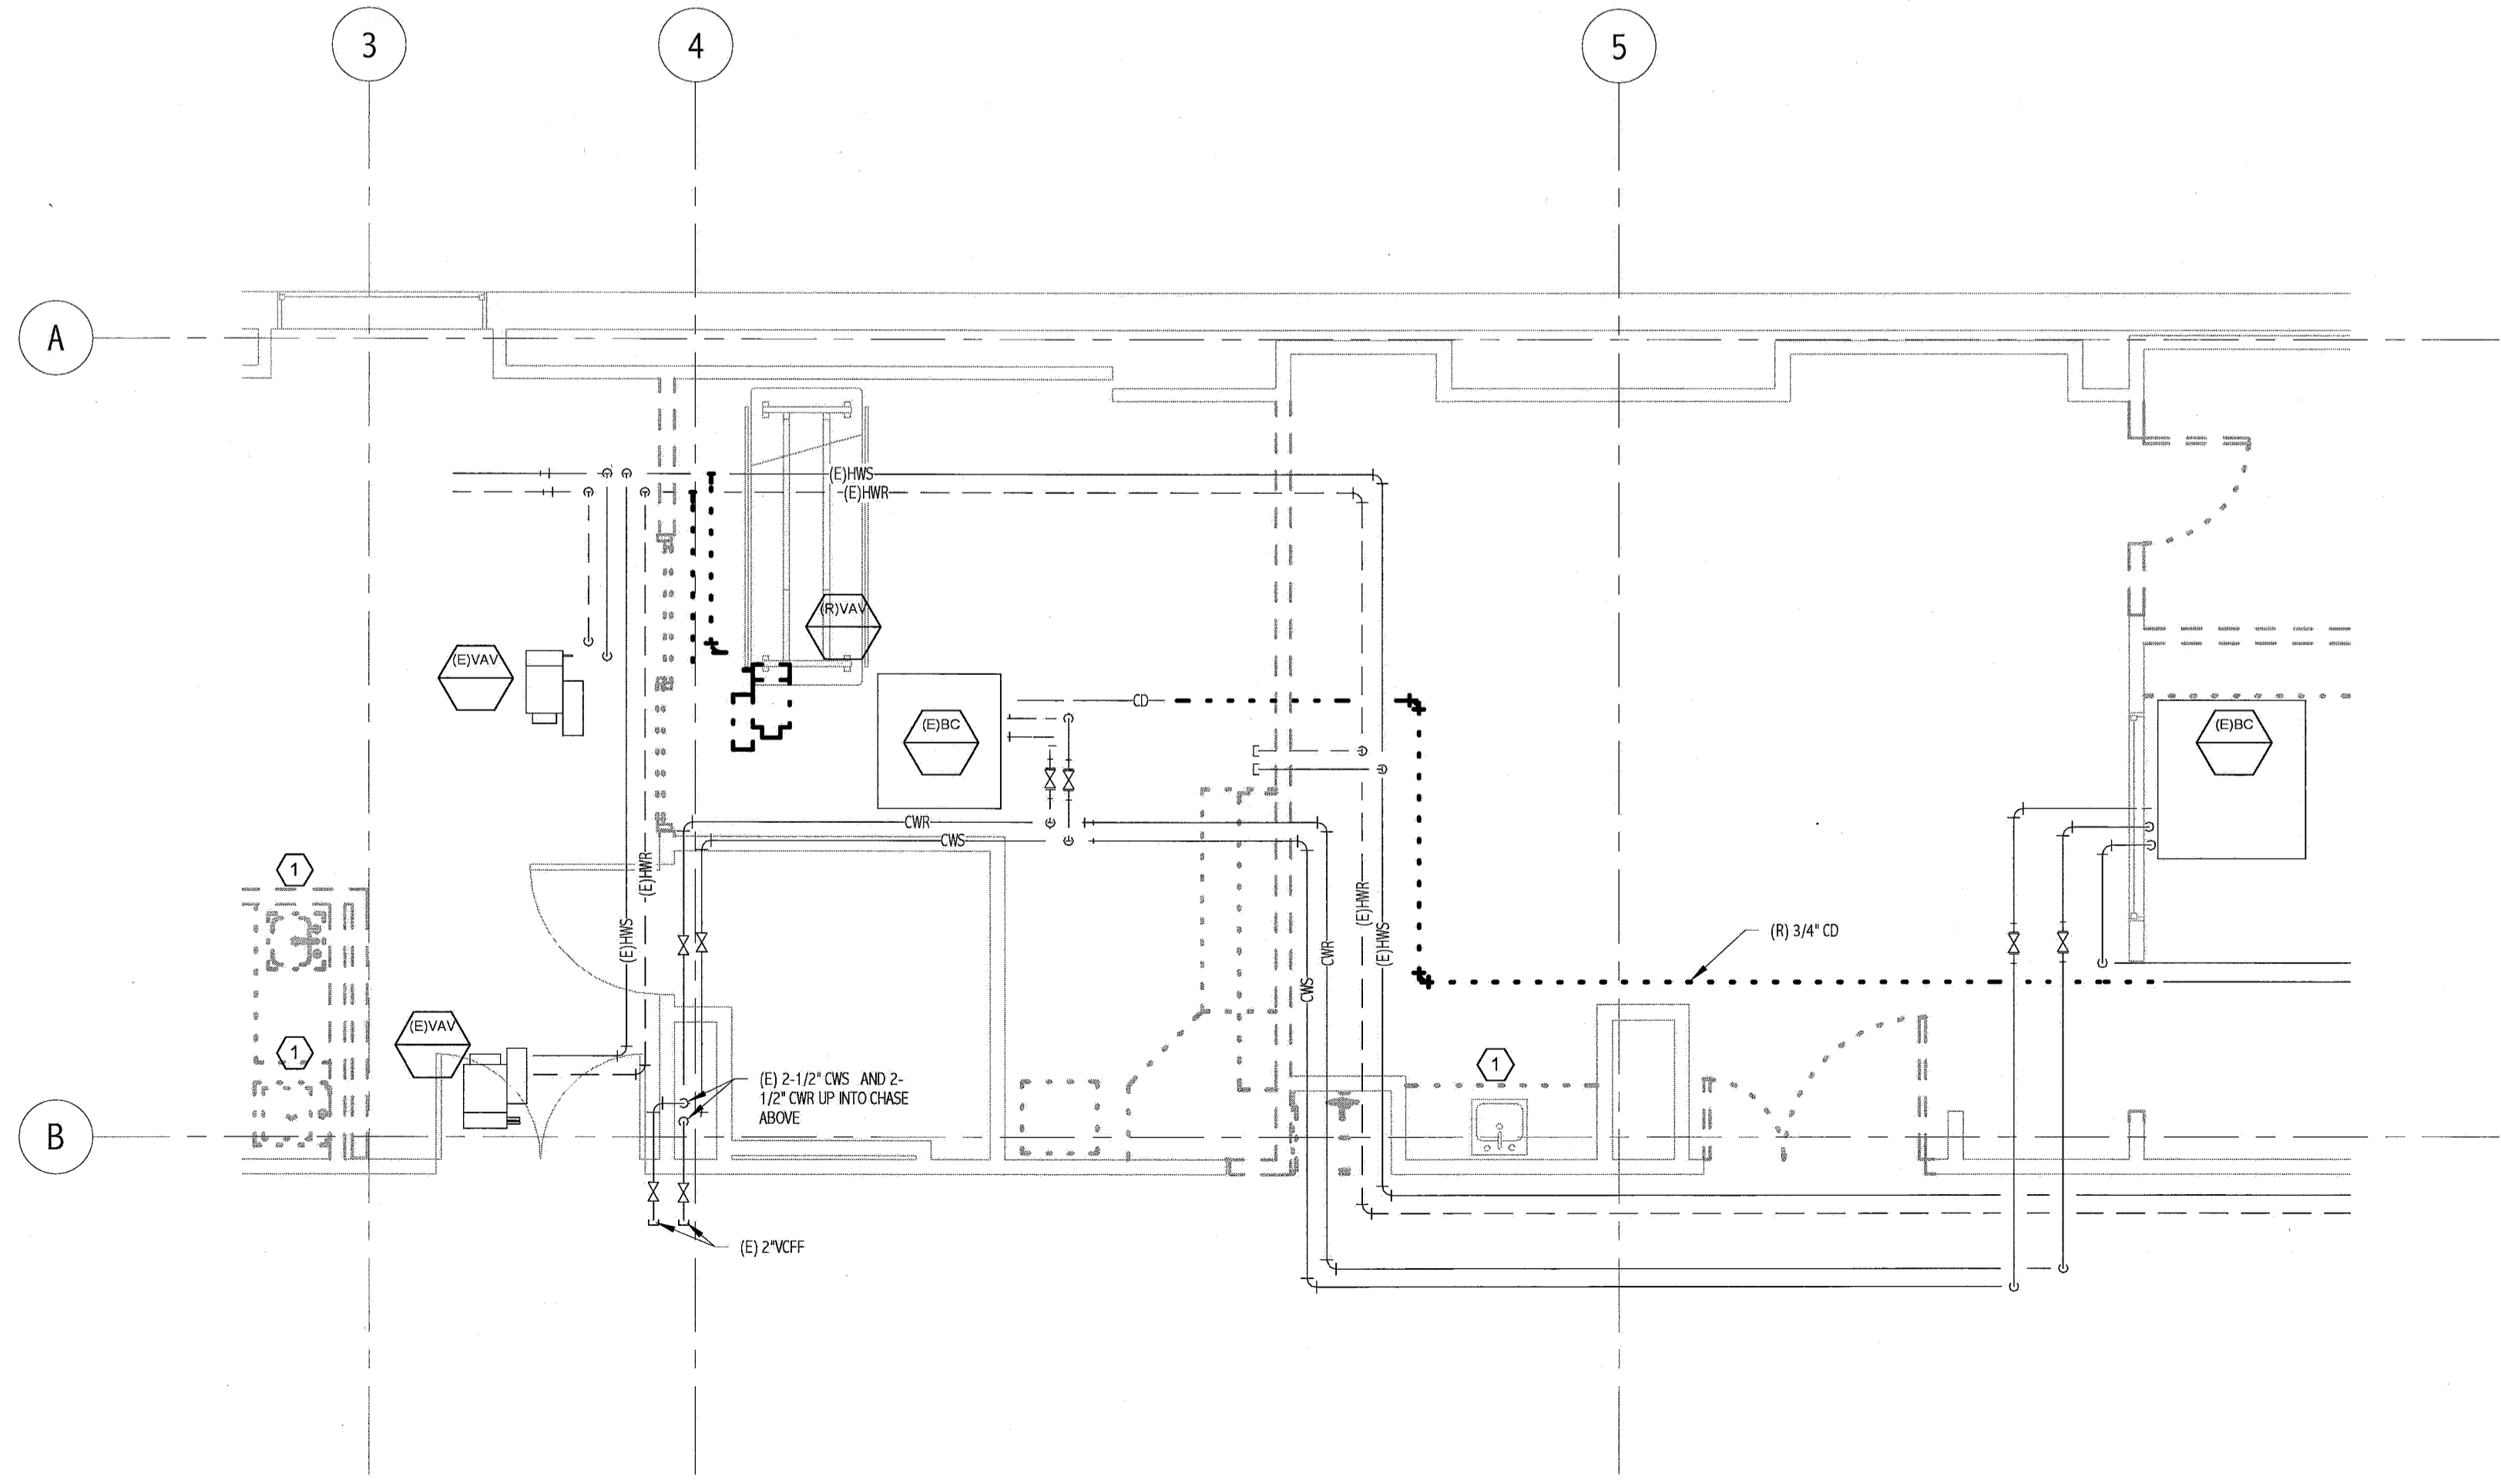 3
4
5
A
(E)HWS
(E)HWR
(R)VAV
(E)VAV
CD
(E)BC
(E)BC
CWR
CWS
1
(E)HWR
(E)HWS
(E)HWR
(E)HWS
CWR
CWS
(R) 3/4" CD
(E)VAV
1
1
(E) 2-1/2" CWS AND 2-
1/2" CWR UP INTO CHASE
ABOVE
B
(E) 2"VCFF